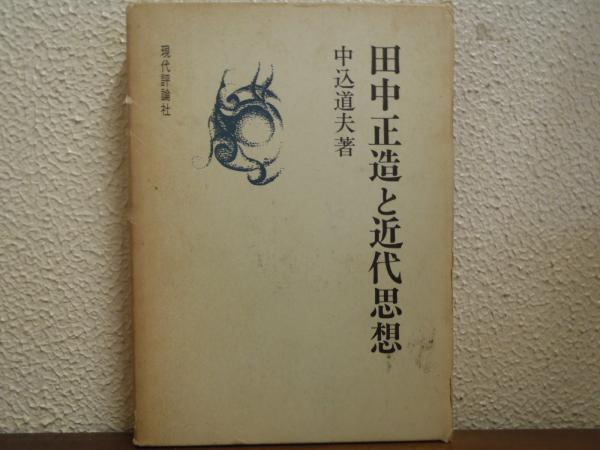 田中正造と近代思想
中込道夫著
現代評論社